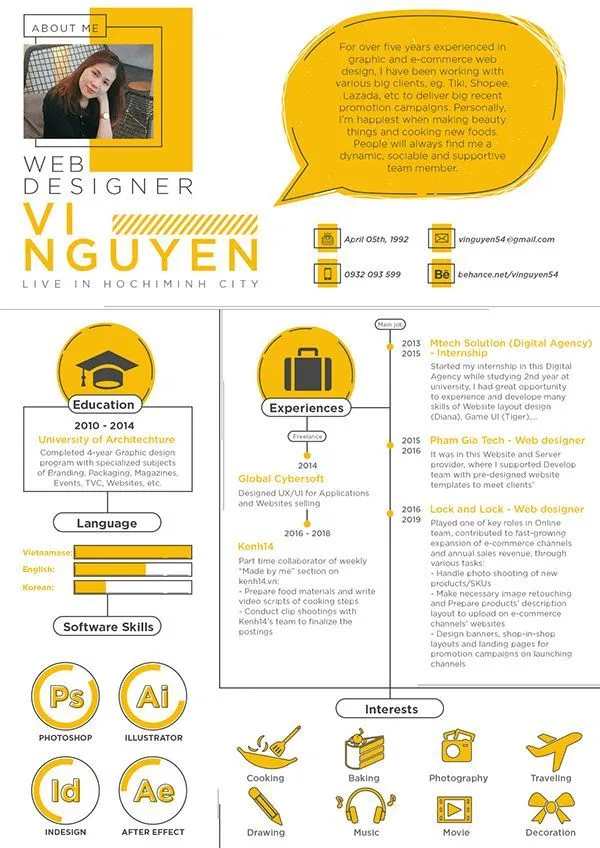 ABOUT ME
WEB
DESIGNER
VI
NGUYEN
LIVE IN HOCHIMINH CITY
For over five years experienced in
graphic and e-commerce web
design, I have been working with
various big clients, eg. Tiki, Shopee,
Lazada, etc to deliver big recent
promotion campaigns. Personally,
I'm happiest when making beauty
things and cooking new foods.
People will always find me a
dynamic, sociable and supportive
team member.
April 05th, 1992
vinguyen54@gmail.com
0932 093 599
Bē behance.net/vinguyen54
Education
2010 - 2014
University of Architechture
Completed 4-year Graphic design
program with specialized subjects
of Branding, Packaging, Magazines,
Events, TVC, Websites, etc.
Language
Vietnamese:
English:
Korean:
Software Skills
Ps
PHOTOSHOP
Ai
ILLUSTRATOR
Id
INDESIGN
Ae
AFTER EFFECT
Experiences
Freelance
2014
Global Cybersoft
Designed UX/UI for Applications
and Websites selling
2016 - 2018
Kenh14
Part time collaborator of weekly
"Made by me" section on
kenh14.vn:
- Prepare food materials and write
video scripts of cooking steps
- Conduct clip shootings with
Kenh14's team to finalize the
postings
Main job
2013
2015
Mtech Solution (Digital Agency)
- Internship
Started my internship in this Digital
Agency while studying 2nd year at
university, I had great opportunity
to experience and develop many
skills of Website layout design
(Diana), Game UI (Tiger),...
2015
2016
Pham Gia Tech - Web designer
It was in this Website and Server
provider, where I supported Develop
team with pre-designed website
templates to meet clients'
2016
2019
Lock and Lock - Web designer
Played one of key roles in Online
team, contributed to fast-growing
expansion of e-commerce channels
and annual sales revenue, through
various tasks:
- Handle photo shooting of new
products/SKUs
- Make necessary image retouching
and Prepare products' description
layout to upload on e-commerce
channels' websites
- Design banners, shop-in-shop
layouts and landing pages for
promotion campaigns on launching
channels
Interests
Cooking
Baking
Photography
Traveling
Drawing
Music
Movie
Decoration